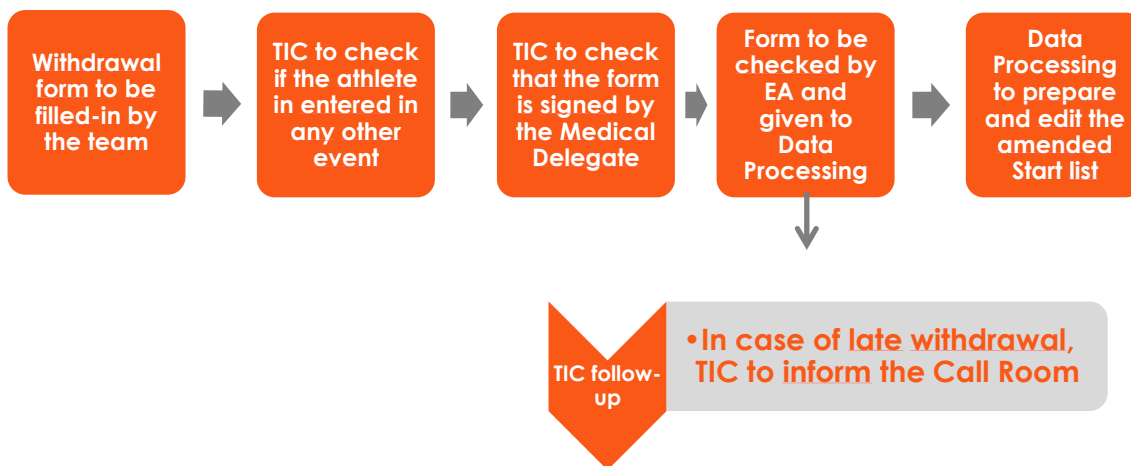 Withdrawal
form to be
filled-in by
the team
TIC to check
if the athlete
in entered in
any other
event
TIC to check
that the form
is signed by
the Medical
Delegate
Form to be
checked by
EA and
given to
Data
Processing
Data
Processing
to prepare
and edit the
amended
Start list
TIC follow-
up
•In case of late withdrawal,
TIC to inform the Call Room